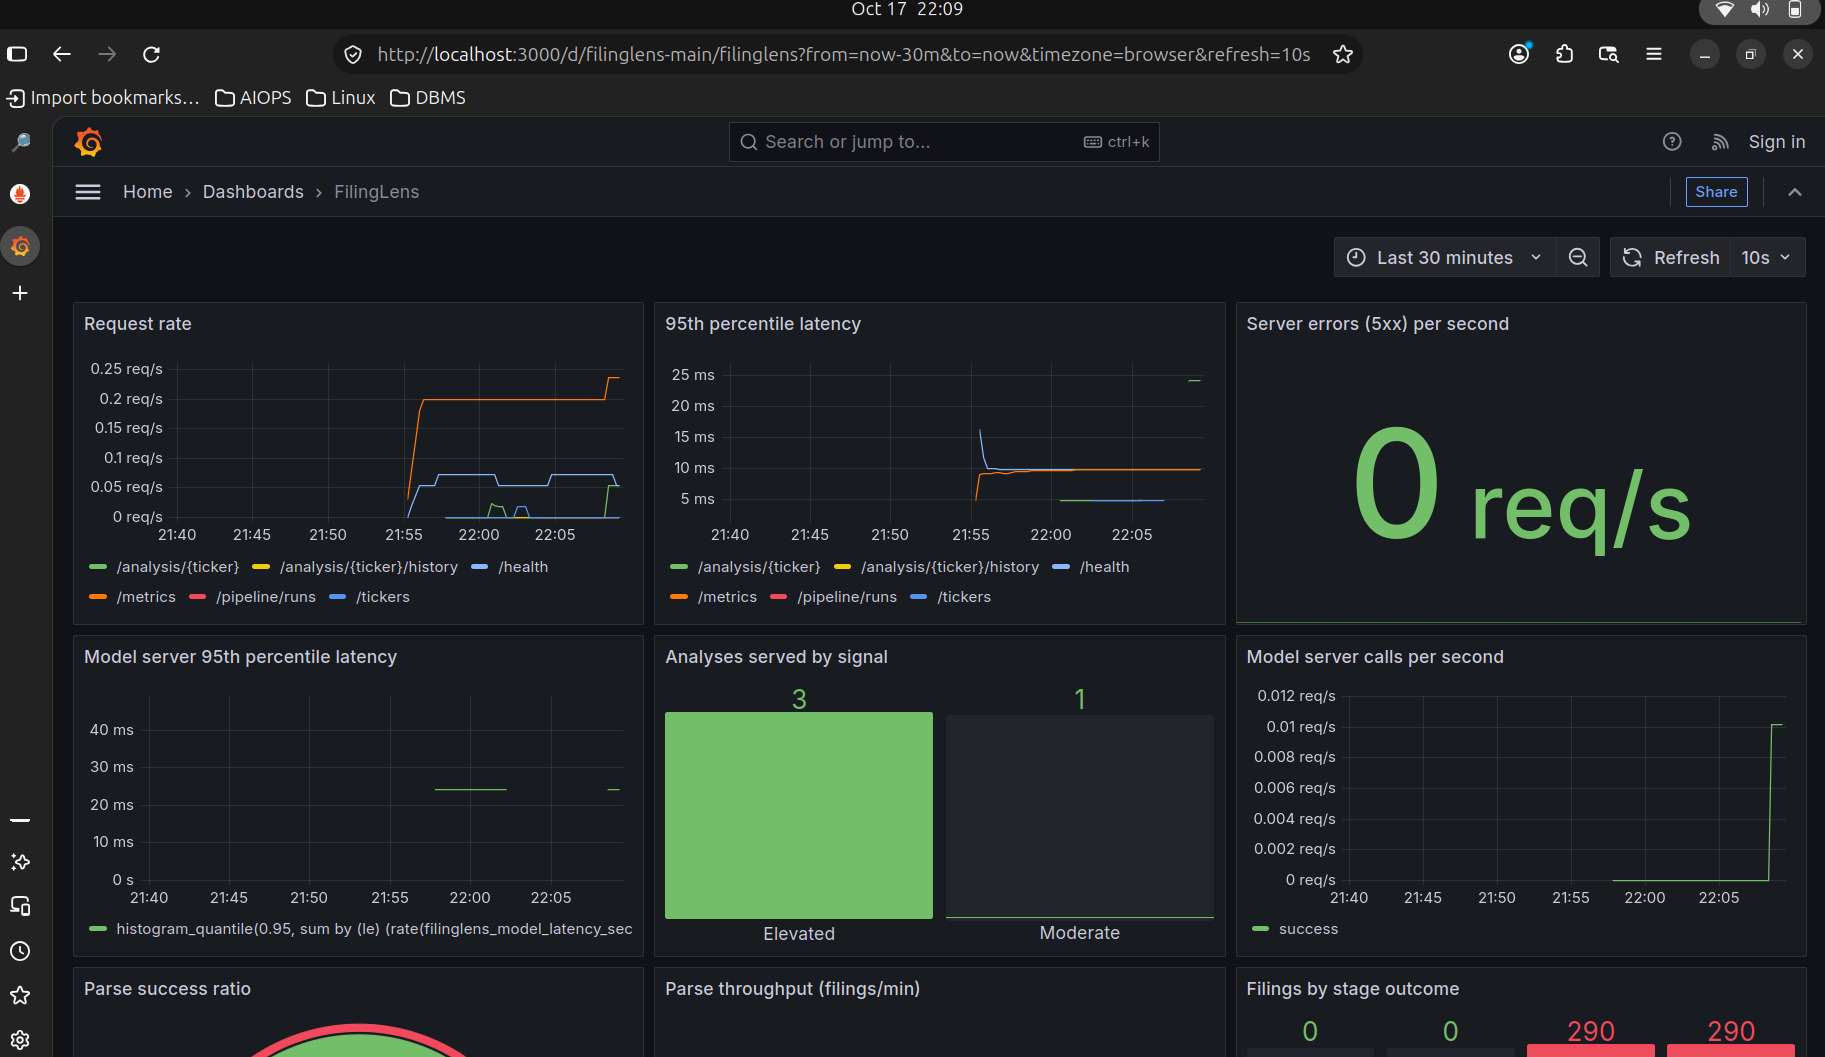 Oct 17 22:09
http://localhost:3000/d/filinglens-main/filinglens?from=now-30m&to=now&timezone=browser&refresh=10s
Import bookmarks... AIOPS Linux DBMS
Search or jump to... ctrl+k Sign in
Home › Dashboards › FilingLens Share
Last 30 minutes Refresh 10s
Request rate
0.25 req/s
0.2 req/s
0.15 req/s
0.1 req/s
0.05 req/s
0 req/s
21:40 21:45 21:50 21:55 22:00 22:05
/analysis/{ticker} /analysis/{ticker}/history /health
/metrics /pipeline/runs /tickers
95th percentile latency
25 ms
20 ms
15 ms
10 ms
5 ms
21:40 21:45 21:50 21:55 22:00 22:05
/analysis/{ticker} /analysis/{ticker}/history /health
/metrics /pipeline/runs /tickers
Server errors (5xx) per second
0 req/s
Model server 95th percentile latency
40 ms
30 ms
20 ms
10 ms
0 s
21:40 21:45 21:50 21:55 22:00 22:05
histogram_quantile(0.95, sum by (le) (rate(filinglens_model_latency_sec
Analyses served by signal
3 1
Elevated Moderate
Model server calls per second
0.012 req/s
0.01 req/s
0.008 req/s
0.006 req/s
0.004 req/s
0.002 req/s
0 req/s
21:40 21:45 21:50 21:55 22:00 22:05
success
Parse success ratio
Parse throughput (filings/min)
Filings by stage outcome
0 0 290 290